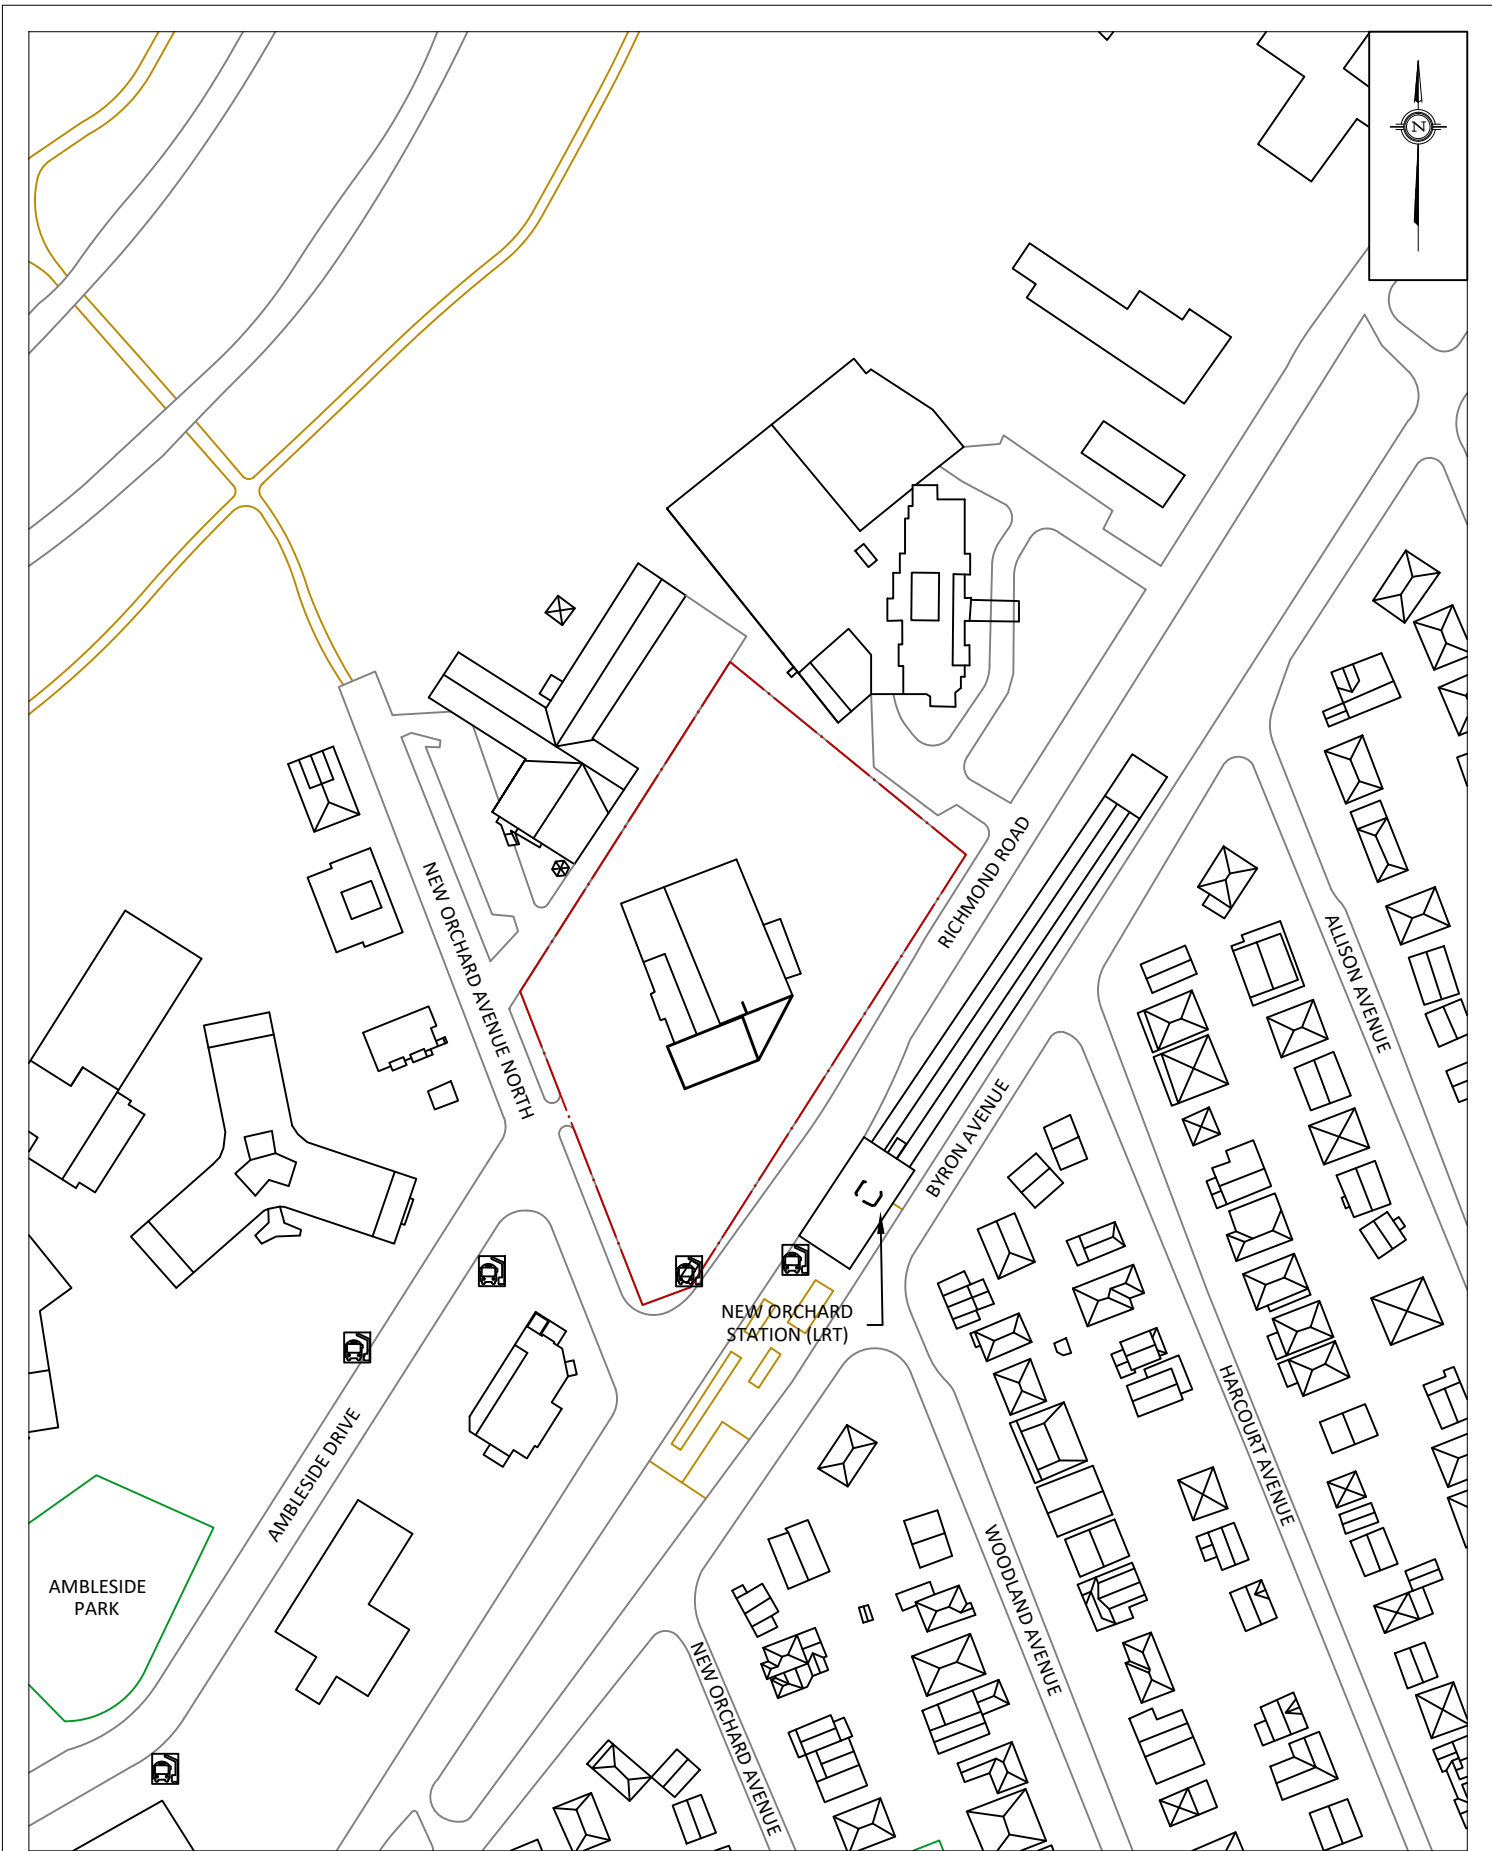 N
RICHMOND ROAD
NEW ORCHARD AVENUE NORTH
ALLISON AVENUE
BYRON AVENUE
NEW ORCHARD
STATION (LRT)
HARCOURT AVENUE
AMBLESIDE DRIVE
WOODLAND AVENUE
AMBLESIDE
PARK
NEW ORCHARD AVENUE